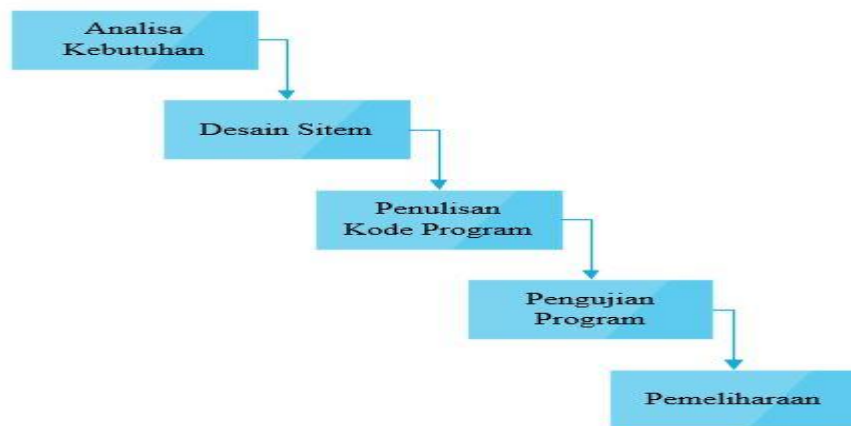 Analisa
Kebutuhan
Desain Sitem
Penulisan
Kode Program
Pengujian
Program
Pemeliharaan